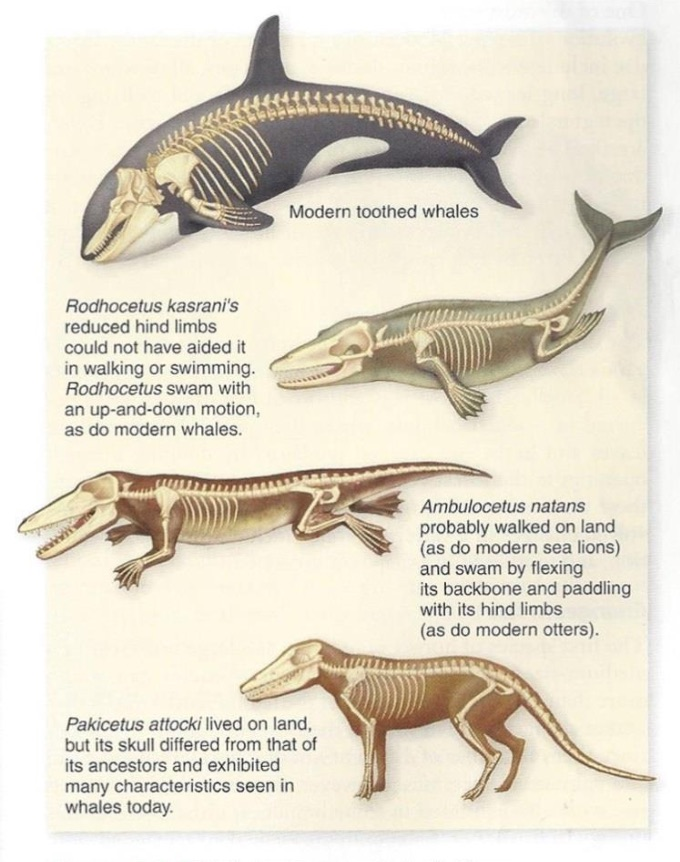 Modern toothed whales
Rodhocetus kasrani's
reduced hind limbs
could not have aided it
in walking or swimming.
Rodhocetus swam with
an up-and-down motion,
as do modern whales.
Ambulocetus natans
probably walked on land
(as do modern sea lions)
and swam by flexing
its backbone and paddling
with its hind limbs
(as do modern otters).
Pakicetus attocki lived on land,
but its skull differed from that of
its ancestors and exhibited
many characteristics seen in
whales today.